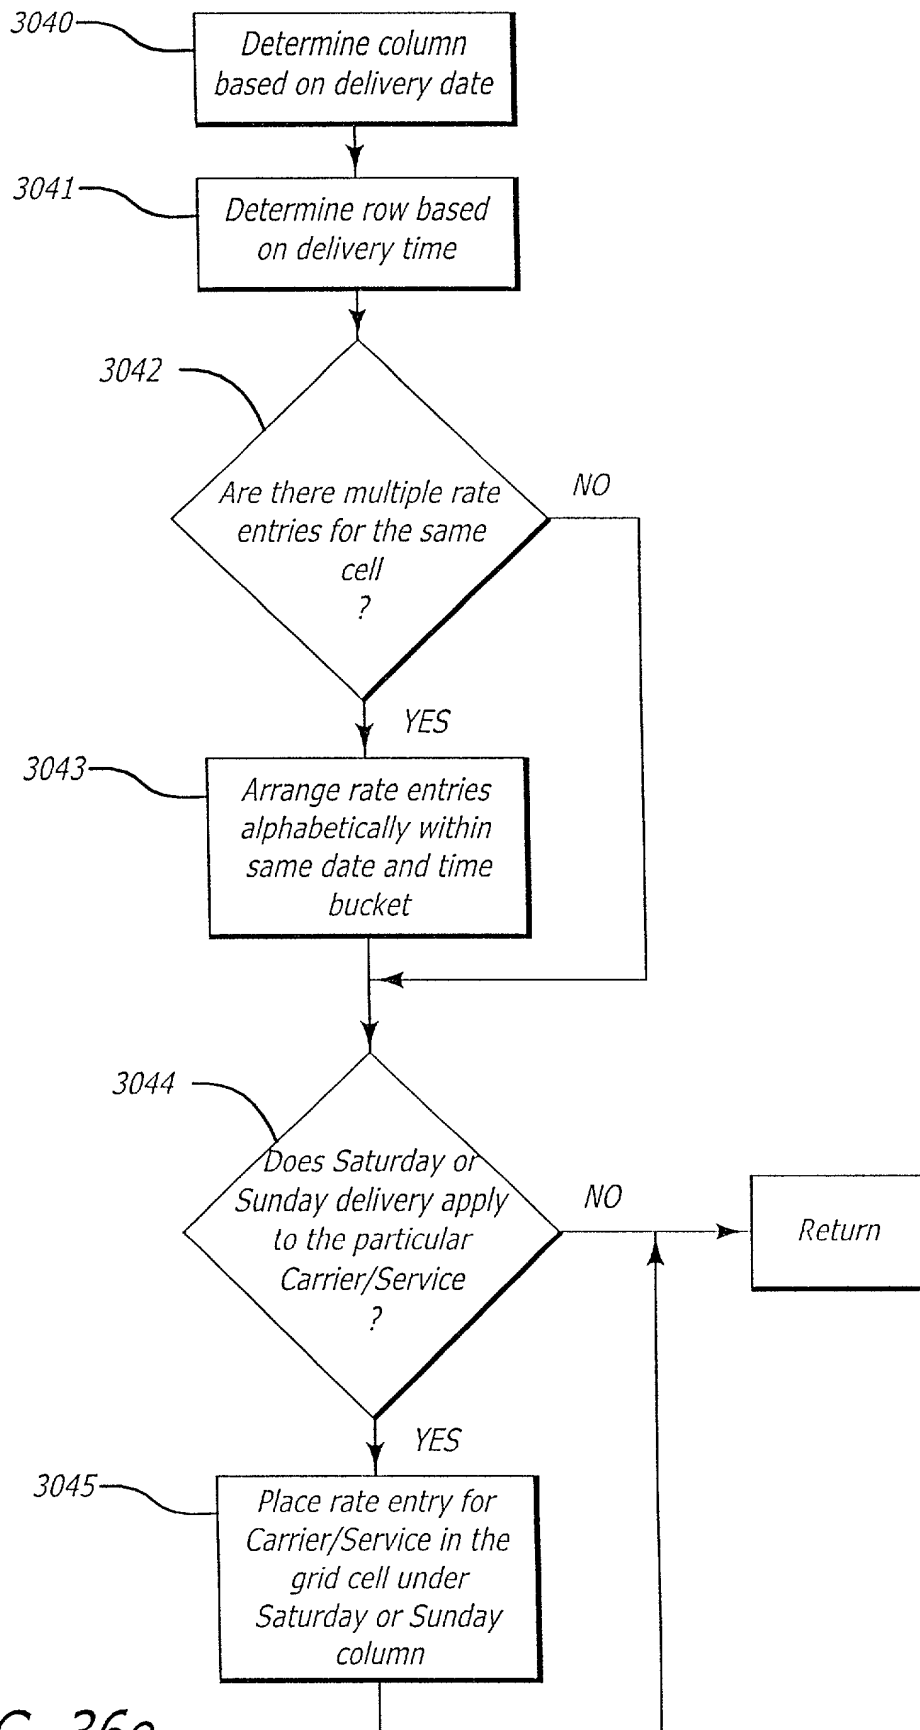 3040
Determine column
based on delivery date
3041
Determine row based
on delivery time
3042
Are there multiple rate
entries for the same
cell
?
NO
YES
3043
Arrange rate entries
alphabetically within
same date and time
bucket
3044
Does Saturday or
Sunday delivery apply
to the particular
Carrier/Service
?
NO
Return
YES
3045
Place rate entry for
Carrier/Service in the
grid cell under
Saturday or Sunday
column